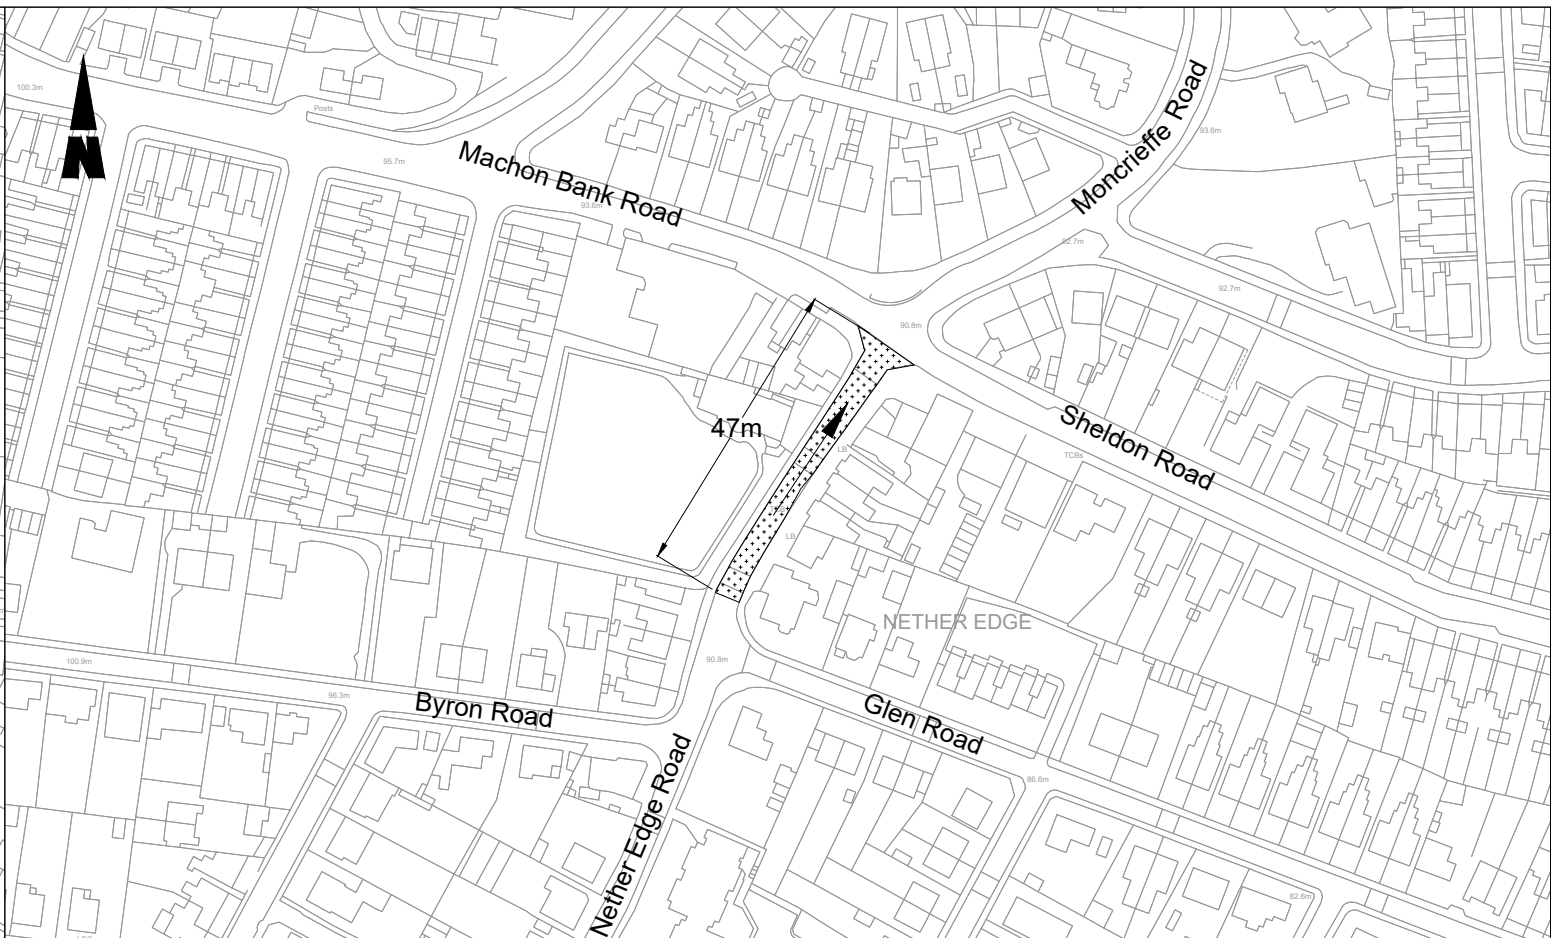 100.3m
N
Posts
95.7m
Machon Bank Road
93.6m
Moncrieffe Road
93.6m
92.7m
92.7m
90.8m
47m
Sheldon Road
TCBs
LB
LB
NETHER EDGE
90.8m
100.9m
96.3m
Byron Road
Glen Road
Nether Edge Road
86.6m
82.6m